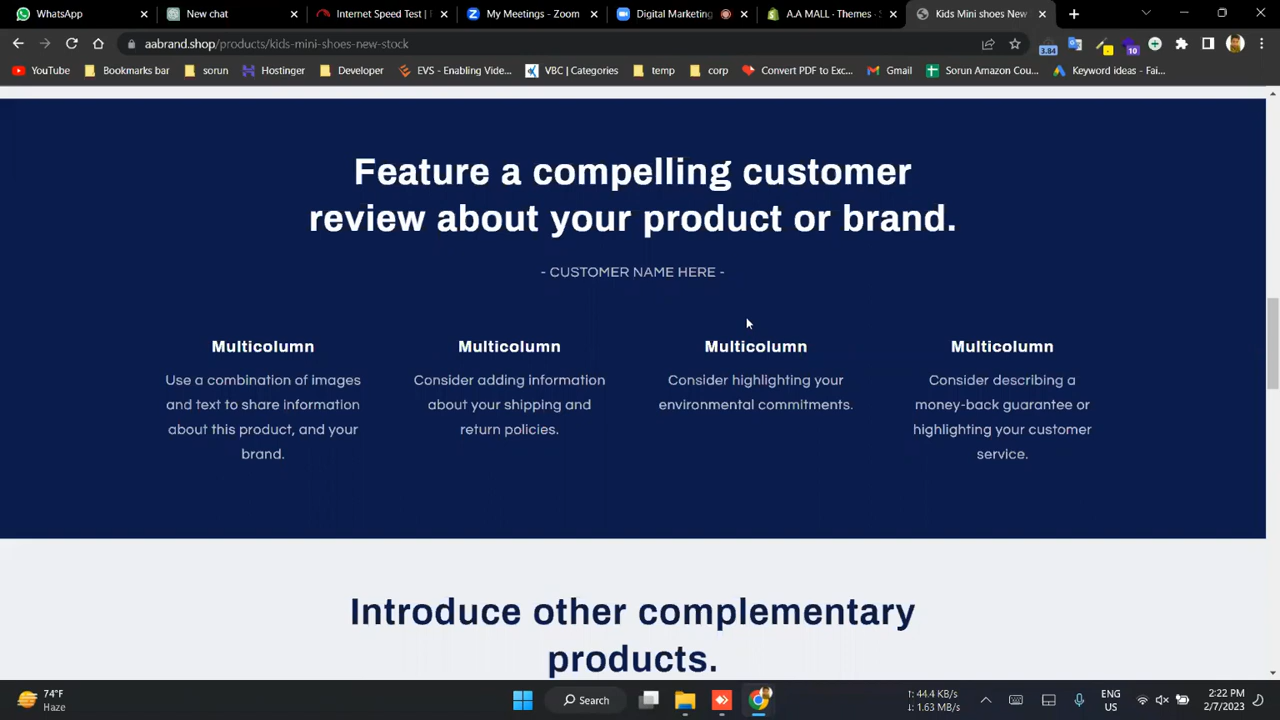 WhatsApp
New chat
Internet Speed Test |
My Meetings - Zoom
Digital Marketing
A.A MALL · Themes ·
Kids Mini shoes New
aabrand.shop/products/kids-mini-shoes-new-stock
3.84
10
YouTube
Bookmarks bar
sorun
Hostinger
Developer
EVS - Enabling Vide...
VBC | Categories
temp
corp
Convert PDF to Exc...
Gmail
Sorun Amazon Cou...
Keyword ideas - Fai...
Feature a compelling customer
review about your product or brand.
- CUSTOMER NAME HERE -
Multicolumn
Use a combination of images
and text to share information
about this product, and your
brand.
Multicolumn
Consider adding information
about your shipping and
return policies.
Multicolumn
Consider highlighting your
environmental commitments.
Multicolumn
Consider describing a
money-back guarantee or
highlighting your customer
service.
Introduce other complementary
products.
74°F
Haze
Search
↑: 44.4 KB/s
↓: 1.63 MB/s
ENG
US
2:22 PM
2/7/2023